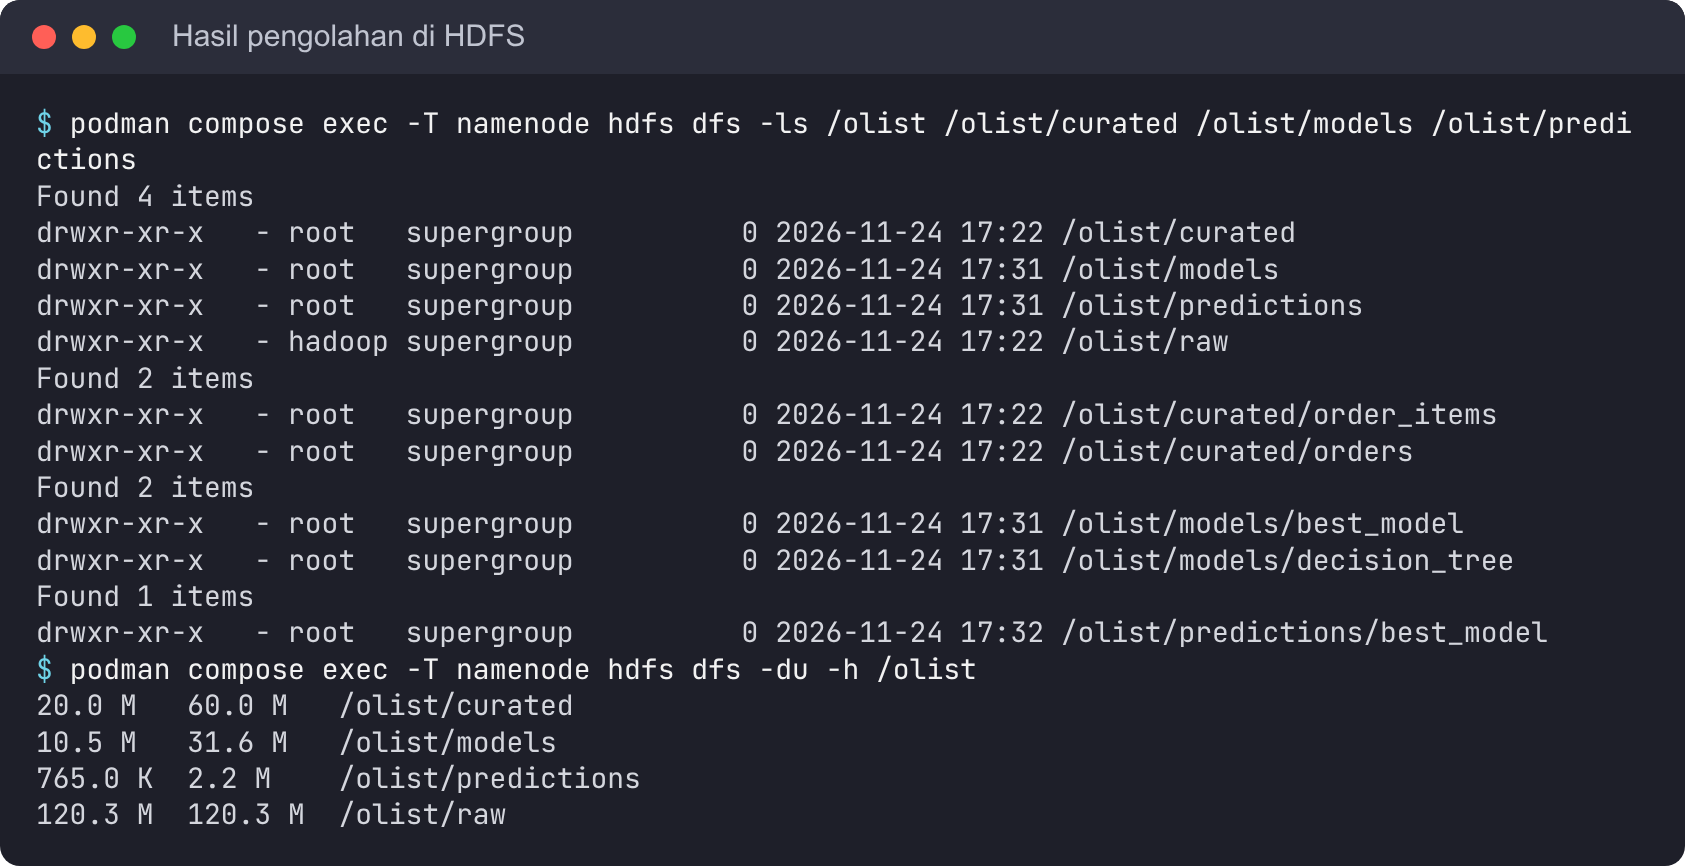 Hasil pengolahan di HDFS
$ podman compose exec -T namenode hdfs dfs -ls /olist /olist/curated /olist/models /olist/predi
ctions
Found 4 items
drwxr-xr-x   - root   supergroup          0 2026-11-24 17:22 /olist/curated
drwxr-xr-x   - root   supergroup          0 2026-11-24 17:31 /olist/models
drwxr-xr-x   - root   supergroup          0 2026-11-24 17:31 /olist/predictions
drwxr-xr-x   - hadoop supergroup          0 2026-11-24 17:22 /olist/raw
Found 2 items
drwxr-xr-x   - root   supergroup          0 2026-11-24 17:22 /olist/curated/order_items
drwxr-xr-x   - root   supergroup          0 2026-11-24 17:22 /olist/curated/orders
Found 2 items
drwxr-xr-x   - root   supergroup          0 2026-11-24 17:31 /olist/models/best_model
drwxr-xr-x   - root   supergroup          0 2026-11-24 17:31 /olist/models/decision_tree
Found 1 items
drwxr-xr-x   - root   supergroup          0 2026-11-24 17:32 /olist/predictions/best_model
$ podman compose exec -T namenode hdfs dfs -du -h /olist
20.0 M   60.0 M   /olist/curated
10.5 M   31.6 M   /olist/models
765.0 K  2.2 M    /olist/predictions
120.3 M  120.3 M  /olist/raw